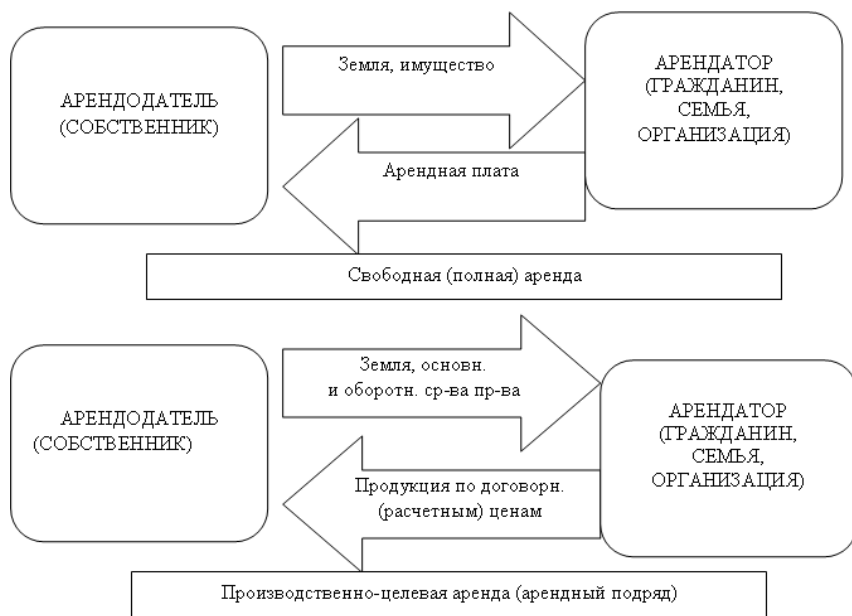 АРЕНДОДАТЕЛЬ
(СОБСТВЕННИК)
Земля, имущество
Арендная плата
АРЕНДАТОР
(ГРАЖДАНИН,
СЕМЬЯ,
ОРГАНИЗАЦИЯ)
Свободная (полная) аренда
АРЕНДОДАТЕЛЬ
(СОБСТВЕННИК)
Земля, основн.
и оборотн. ср-ва пр-ва
Продукция по договорн.
(расчетным) ценам
АРЕНДАТОР
(ГРАЖДАНИН,
СЕМЬЯ,
ОРГАНИЗАЦИЯ)
Производственно-целевая аренда (арендный подряд)